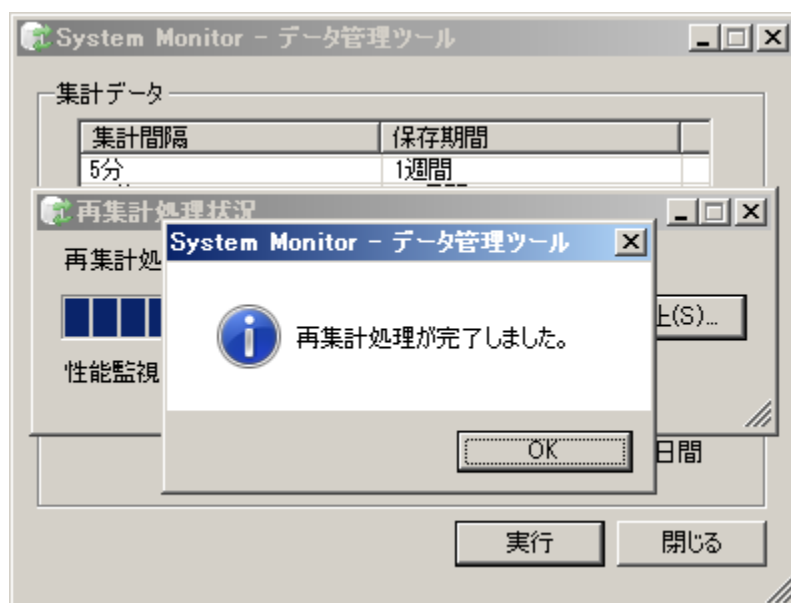 System Monitor - データ管理ツール
集計データ
集計間隔 保存期間
5分 1週間
再集計処理状況
System Monitor - データ管理ツール
再集計処
再集計処理が完了しました。
(S)...
性能監視
OK
日間
実行 閉じる